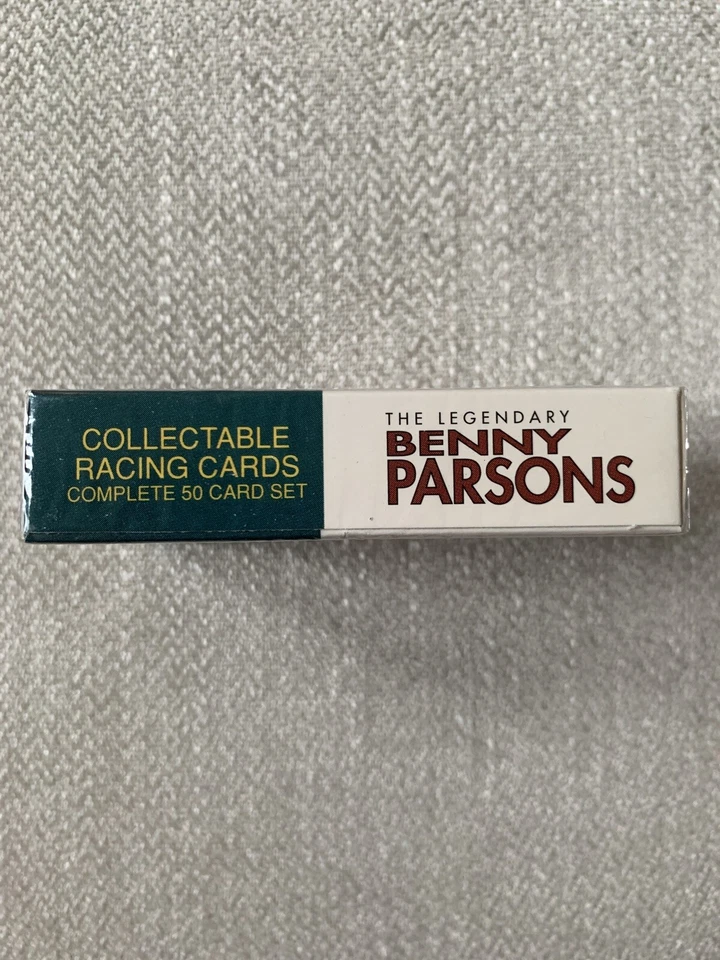 COLLECTABLE
RACING CARDS
COMPLETE 50 CARD SET
THE LEGENDARY
BENNY
PARSONS